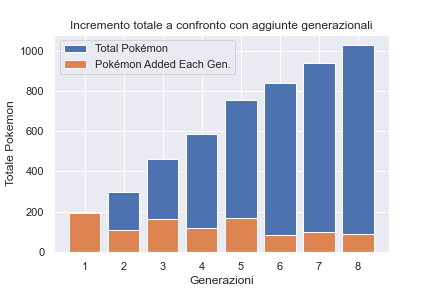 Incremento totale a confronto con aggiunte generazionali
Total Pokémon
Pokémon Added Each Gen.
Totale Pokemon
1000
800
600
400
200
0
1 2 3 4 5 6 7 8
Generazioni